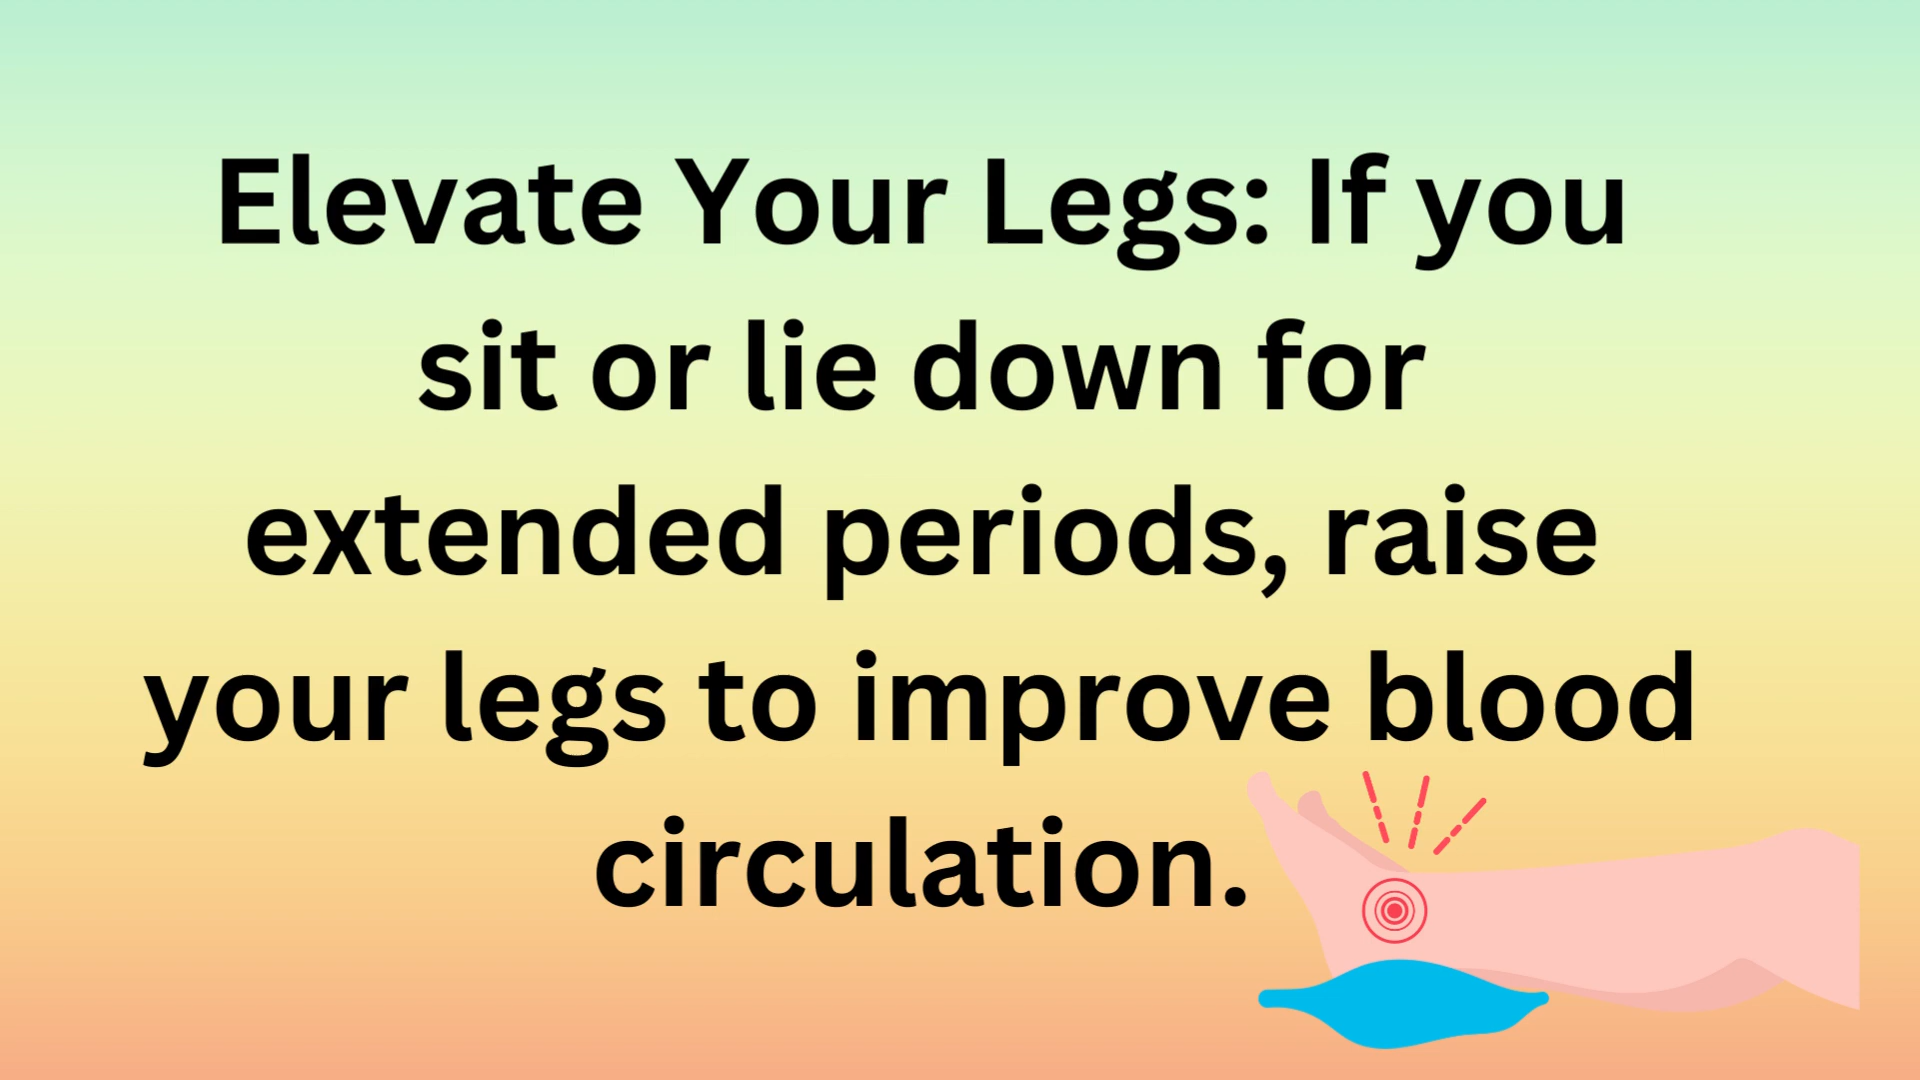 Elevate Your Legs: If you
sit or lie down for
extended periods, raise
your legs to improve blood
circulation.